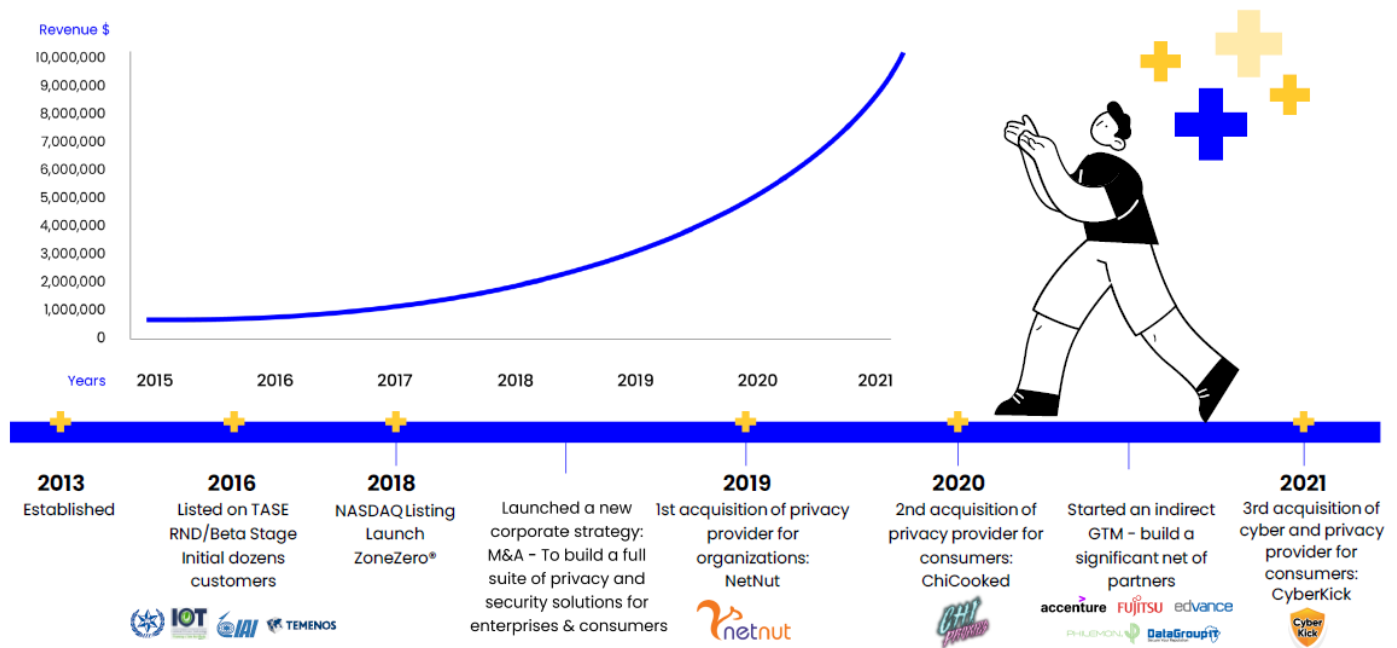 Revenue $
10,000,000
9,000,000
8,000,000
7,000,000
6,000,000
5,000,000
4,000,000
3,000,000
2,000,000
1,000,000
0
Years 2015 2016 2017 2018 2019 2020 2021
2013
Established
2016
Listed on TASE
RND/Beta Stage
Initial dozens
customers
IOT
IAI
TEMENOS
2018
NASDAQ Listing
Launch
ZoneZero®
Launched a new
corporate strategy:
M&A - To build a full
suite of privacy and
security solutions for
enterprises & consumers
2019
1st acquisition of privacy
provider for
organizations:
NetNut
netnut
2020
2nd acquisition of
privacy provider for
consumers:
ChiCooked
CHI
Started an indirect
GTM - build a
significant net of
partners
accenture FUJITSU edvance
PHILEMON DataGroupIT
2021
3rd acquisition of
cyber and privacy
provider for
consumers:
CyberKick
Cyber
Kick